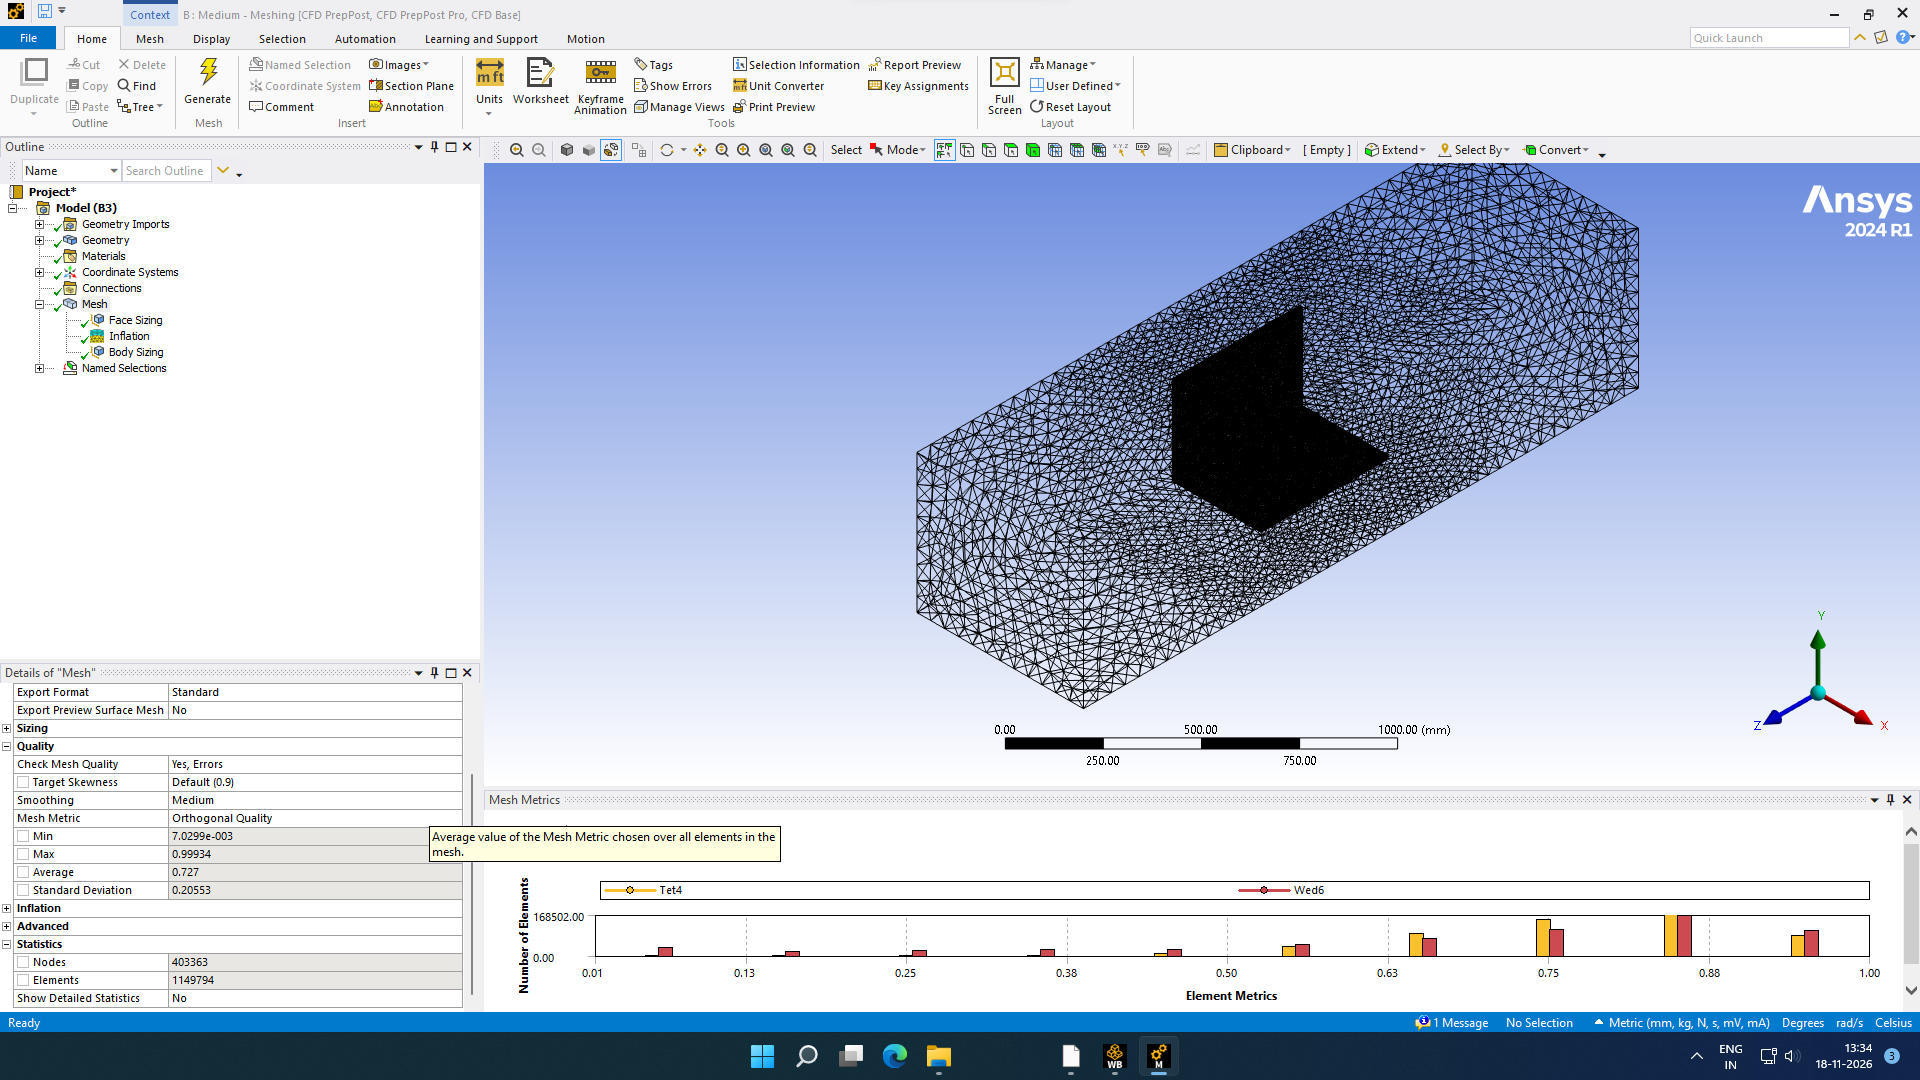 Context
B : Medium - Meshing [CFD PrepPost, CFD PrepPost Pro, CFD Base]
File Home Mesh Display Selection Automation Learning and Support Motion
Quick Launch
Duplicate
Cut
Copy
Paste
Delete
Find
Tree
Outline
Generate
Mesh
Named Selection
Coordinate System
Comment
Images
Section Plane
Annotation
Insert
m ft
Units
Worksheet
Keyframe
Animation
Tags
Show Errors
Manage Views
Selection Information
Unit Converter
Print Preview
Report Preview
Key Assignments
Tools
Full
Screen
Manage
User Defined
Reset Layout
Layout
Outline
Name
Search Outline
Select Mode Clipboard [ Empty ] Extend Select By Convert
Project*
Model (B3)
Geometry Imports
Geometry
Materials
Coordinate Systems
Connections
Mesh
Face Sizing
Inflation
Body Sizing
Named Selections
Ansys
2024 R1
Y
Z
X
0.00 500.00 1000.00 (mm)
250.00 750.00
Details of "Mesh"
Export Format Standard
Export Preview Surface Mesh No
Sizing
Quality
Check Mesh Quality Yes, Errors
Target Skewness Default (0.9)
Smoothing Medium
Mesh Metric Orthogonal Quality
Min 7.0299e-003
Max 0.99934
Average 0.727
Standard Deviation 0.20553
Inflation
Advanced
Statistics
Nodes 403363
Elements 1149794
Show Detailed Statistics No
Average value of the Mesh Metric chosen over all elements in the
mesh.
Mesh Metrics
Tet4 Wed6
Number of Elements
168502.00
0.00
0.01 0.13 0.25 0.38 0.50 0.63 0.75 0.88 1.00
Element Metrics
Ready
1 Message No Selection Metric (mm, kg, N, s, mV, mA) Degrees rad/s Celsius
WB
M
ENG
IN
13:34
18-11-2026
3